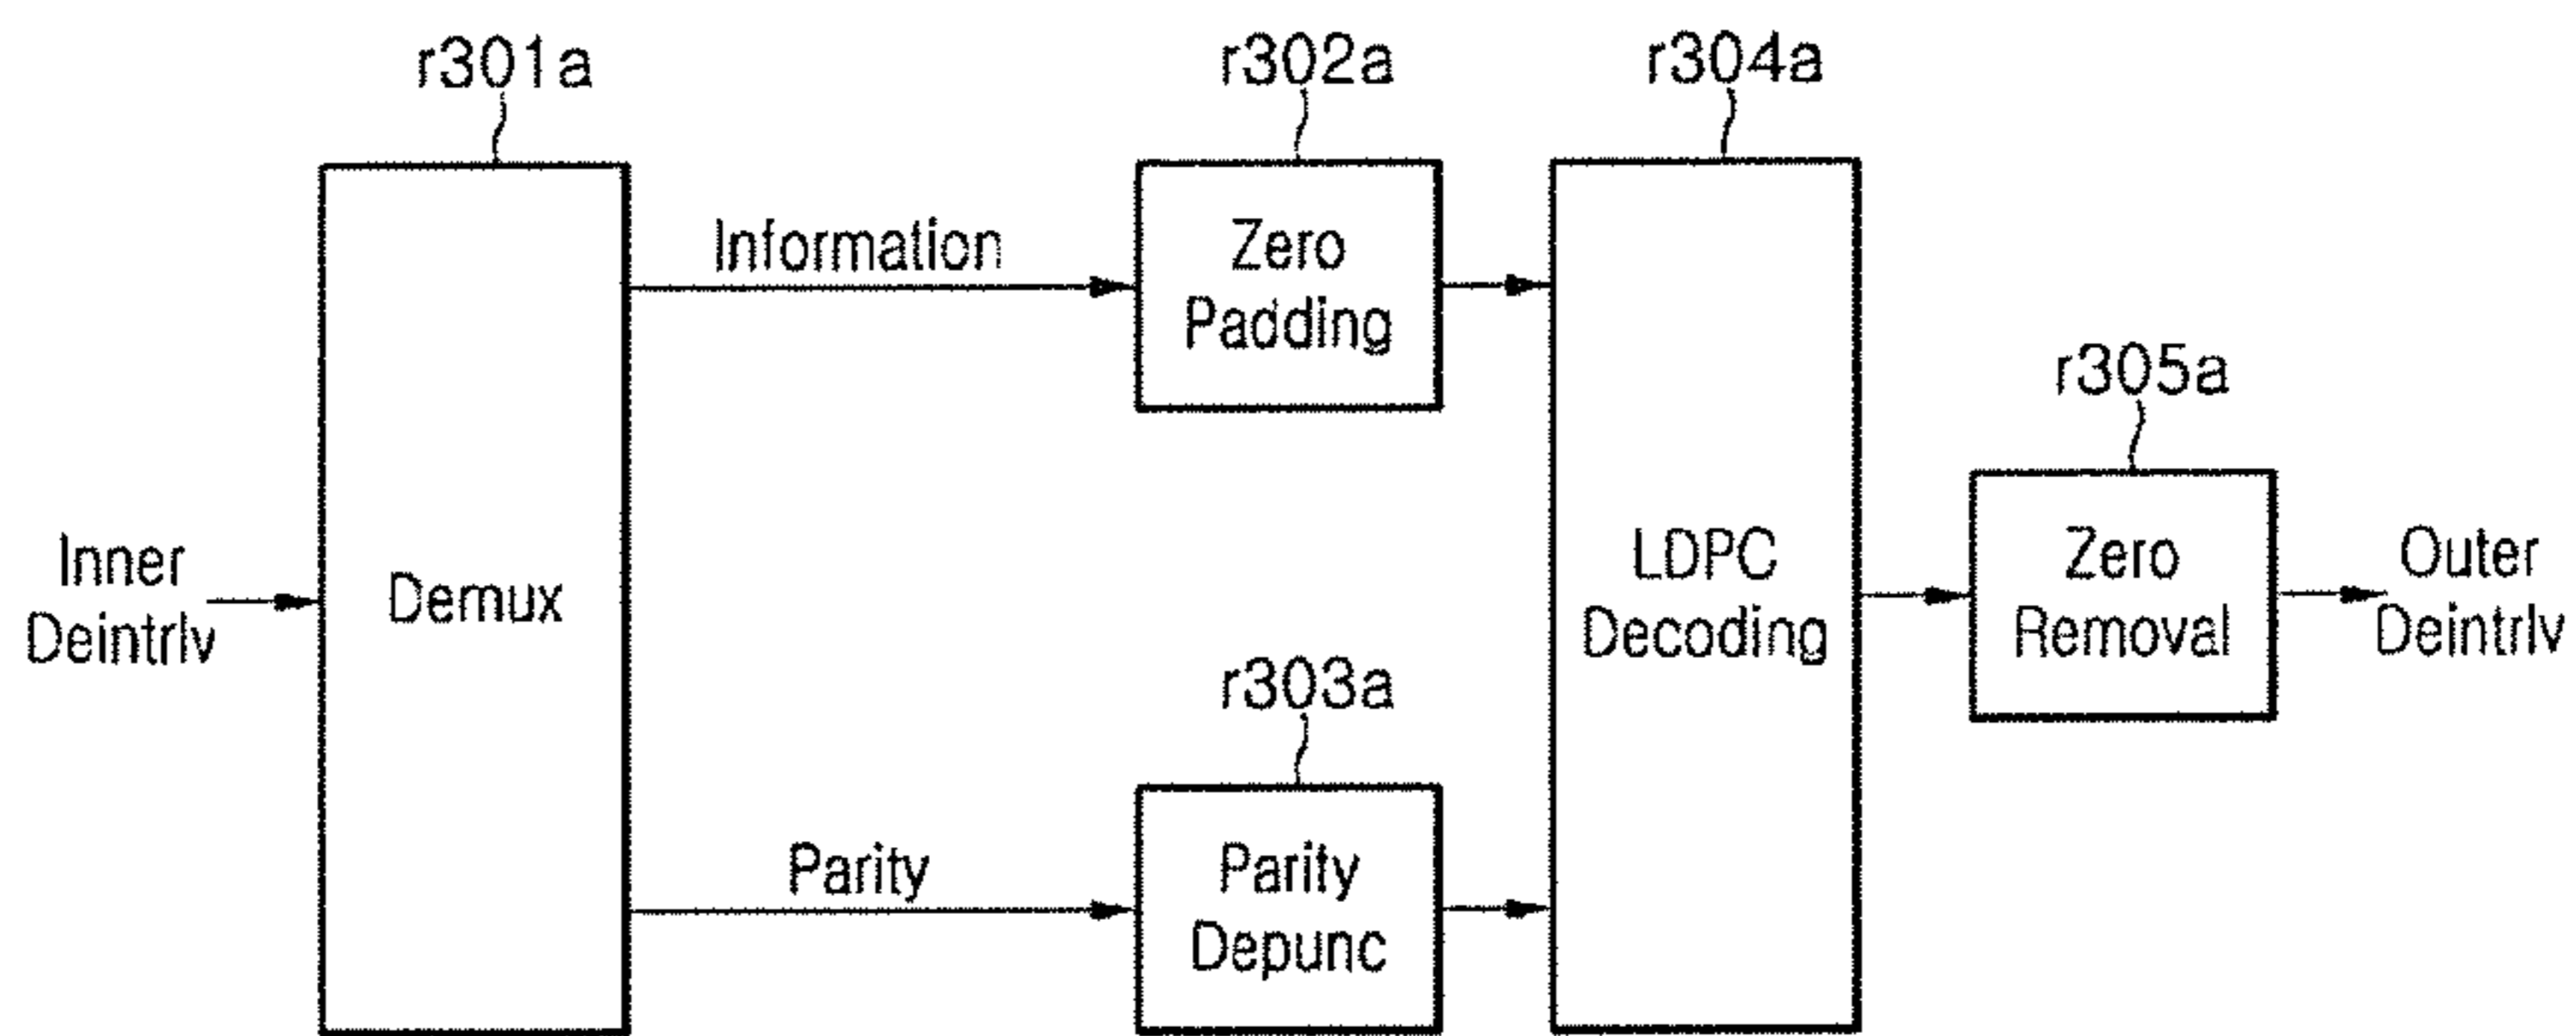 r301a
r302a
r304a
Information
Zero
Padding
r305a
Inner
Deintrlv
Demux
LDPC
Decoding
Zero
Removal
Outer
Deintrlv
r303a
Parity
Parity
Depunc